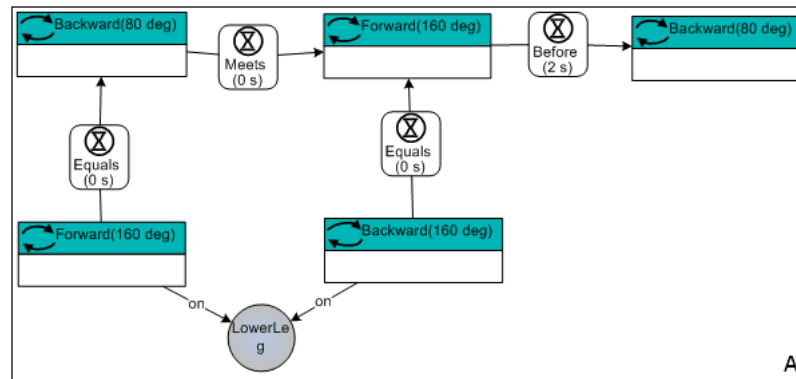 Backward(80 deg)
Meets
(0 s)
Forward(160 deg)
Before
(2 s)
Backward(80 deg)
Equals
(0 s)
Equals
(0 s)
Forward(160 deg)
Backward(160 deg)
on
on
LowerLe
g
A